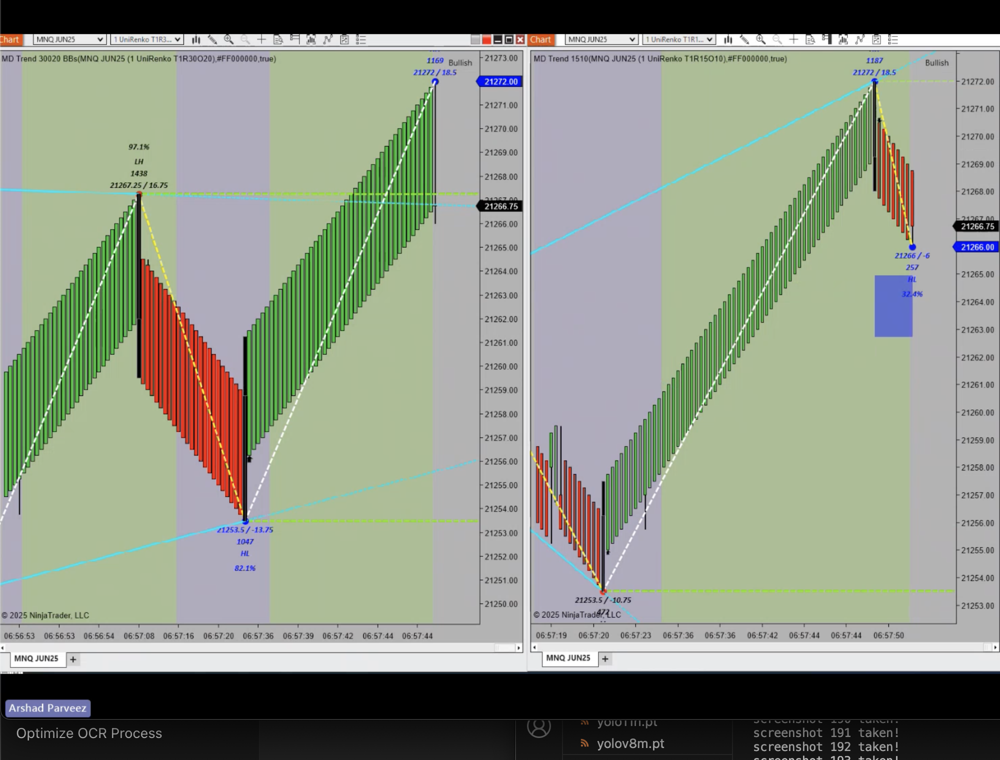 Chart
MNQ JUN25
1 UniRenko T1R3...
MD Trend 30020 BBs(MNQ JUN25 (1 UniRenko T1R30O20),#FF000000,true)
1169
Bullish
21272 / 18.5
97.1%
LH
1438
21267.25 / 16.75
21253.5 / -13.75
1047
HL
82.1%
21273.00
21272.00
21271.00
21270.00
21269.00
21268.00
21266.75
21265.00
21264.00
21263.00
21262.00
21261.00
21260.00
21259.00
21258.00
21257.00
21256.00
21255.00
21254.00
21253.00
21252.00
21251.00
21250.00
© 2025 NinjaTrader, LLC
06:56:53 06:56:53 06:56:54 06:57:08 06:57:16 06:57:20 06:57:36 06:57:39 06:57:42 06:57:44 06:57:44
MNQ JUN25 +
Chart
MNQ JUN25
1 UniRenko T1R1...
MD Trend 1510(MNQ JUN25 (1 UniRenko T1R15O10),#FF000000,true)
1187
Bullish
21272 / 18.5
21266 / -6
257
HL
32.4%
21253.5 / -10.75
477
21272.00
21271.00
21270.00
21269.00
21268.00
21267.00
21266.75
21266.00
21265.00
21264.00
21263.00
21262.00
21261.00
21260.00
21259.00
21258.00
21257.00
21256.00
21255.00
21254.00
21253.00
© 2025 NinjaTrader, LLC
06:57:19 06:57:20 06:57:23 06:57:36 06:57:36 06:57:42 06:57:44 06:57:44 06:57:50
MNQ JUN25 +
Arshad Parveez
Optimize OCR Process
yolo11n.pt
yolov8m.pt
screenshot 190 taken!
screenshot 191 taken!
screenshot 192 taken!
screenshot 193 taken!